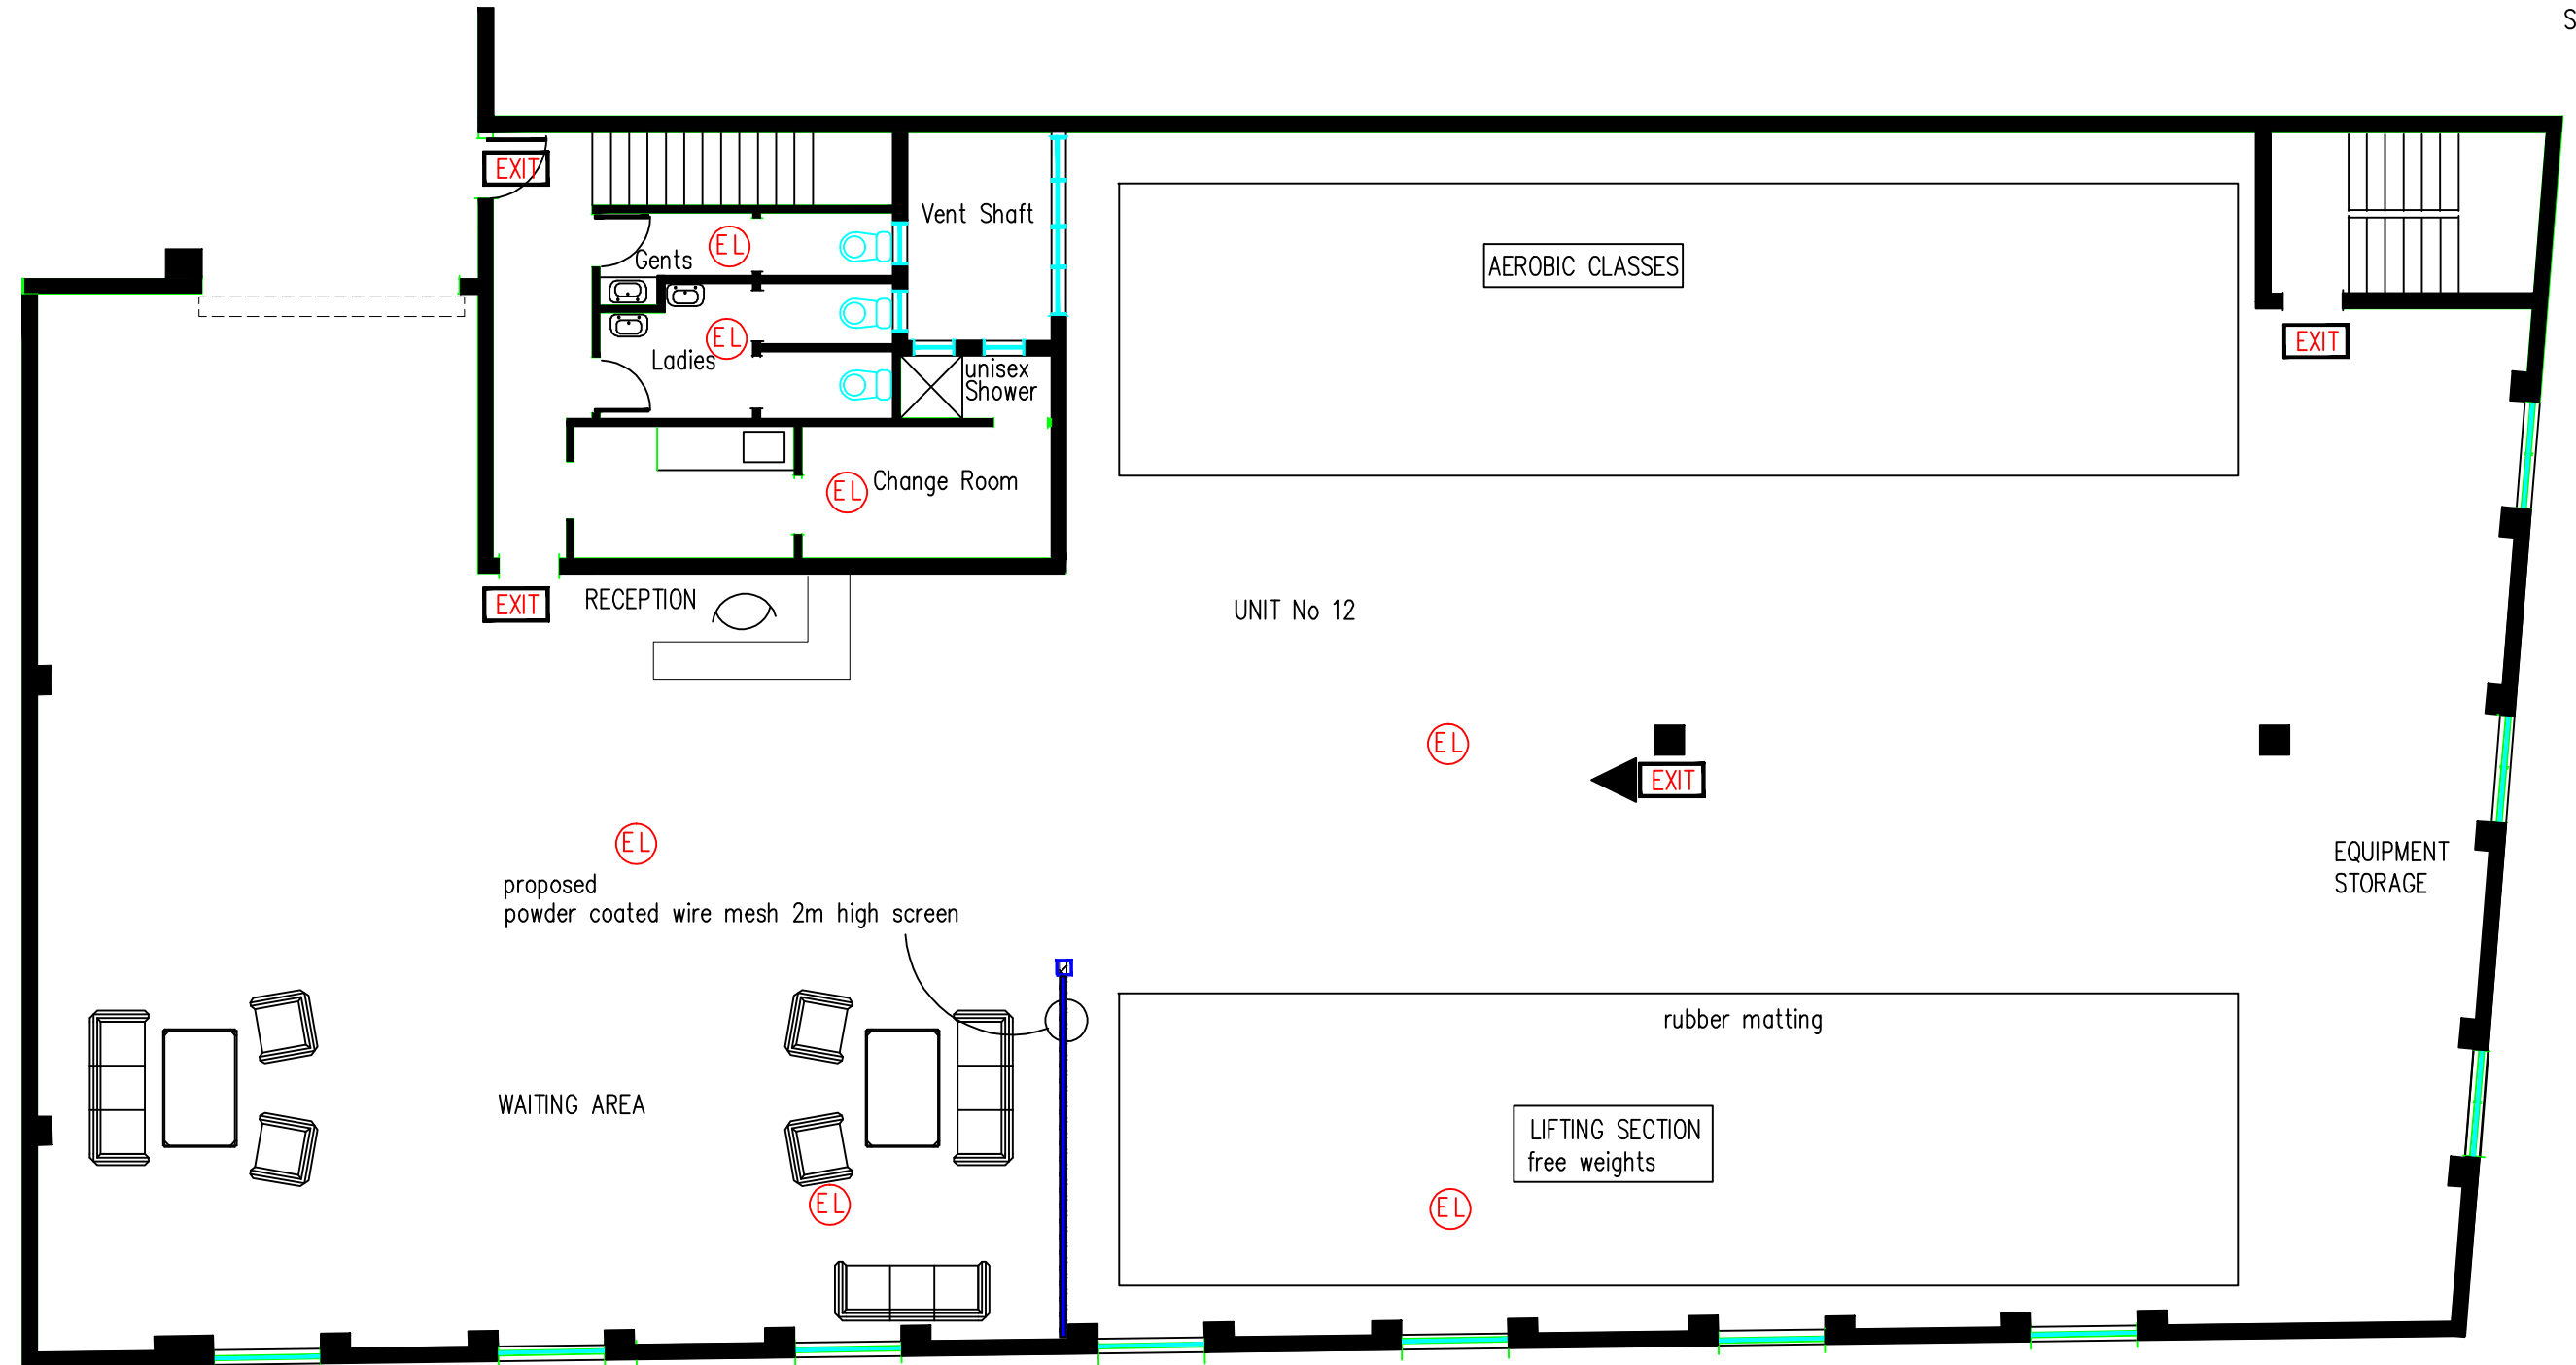 S
EXIT
Vent Shaft
EL
Gents
AEROBIC CLASSES
EL
Ladies
EXIT
unisex
Shower
EL
Change Room
EXIT
RECEPTION
UNIT No 12
EL
EXIT
EL
EQUIPMENT
STORAGE
proposed
powder coated wire mesh 2m high screen
rubber matting
WAITING AREA
LIFTING SECTION
free weights
EL
EL